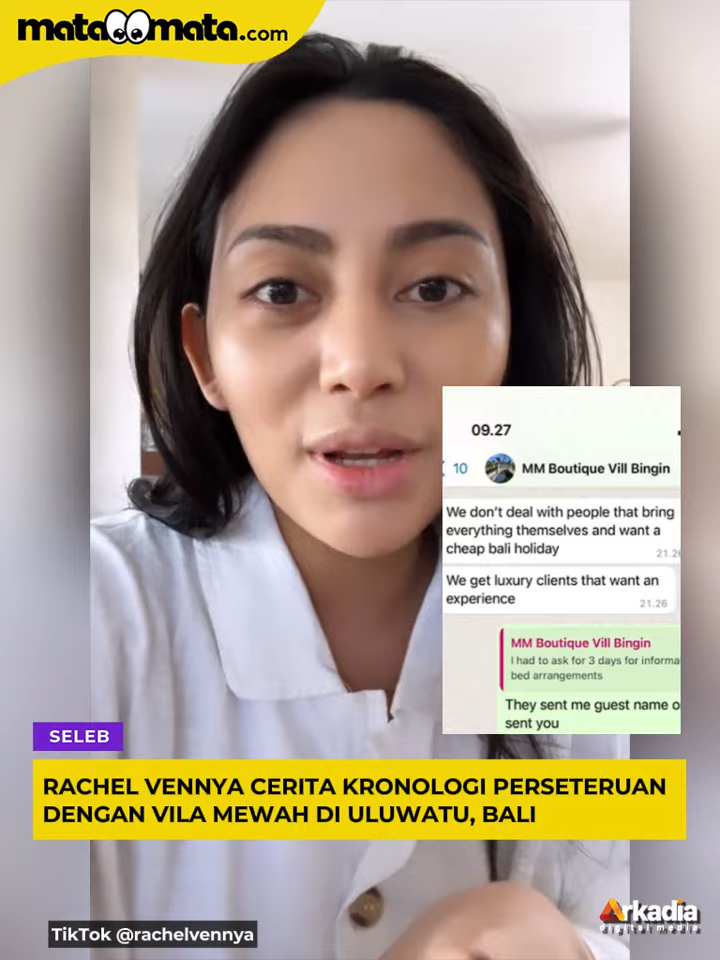 mata mata.com
09.27
10
MM Boutique Vill Bingin
We don't deal with people that bring
everything themselves and want a
cheap bali holiday
We get luxury clients that want an
experience
21.26
MM Boutique Vill Bingin
I had to ask for 3 days for informa
bed arrangements
They sent me guest name o
sent you
SELEB
RACHEL VENNYA CERITA KRONOLOGI PERSETERUAN
DENGAN VILA MEWAH DI ULUWATU, BALI
TikTok @rachelvennya
Arkadia
digital media